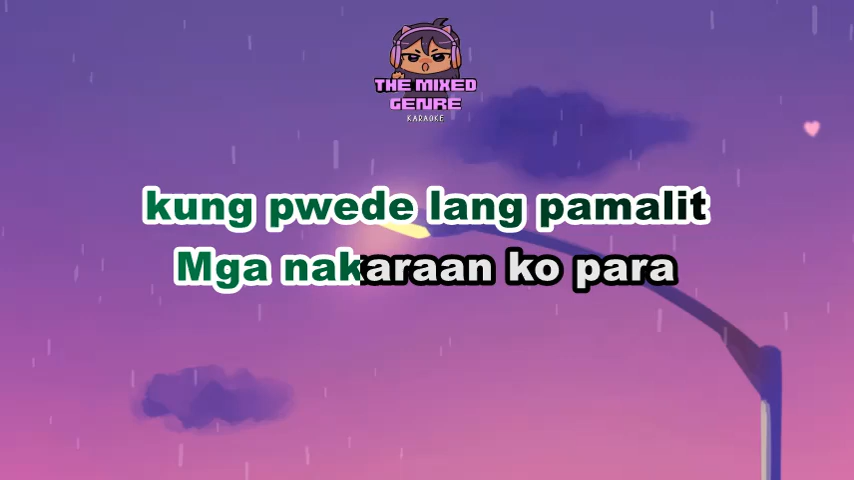 THE MIXED
GENRE
KARAOKE
kung pwede lang pamalit
Mga nakaraan ko para